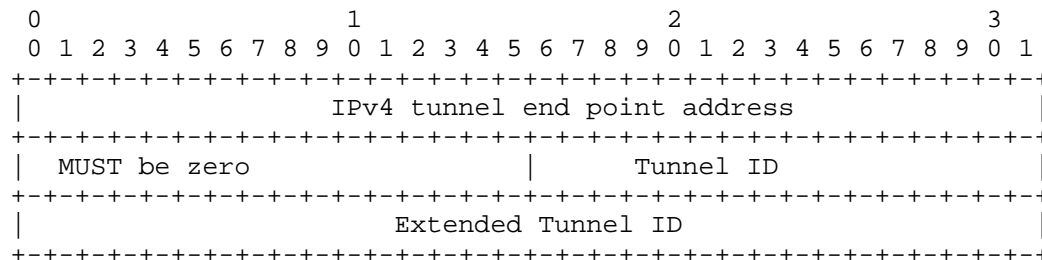 0                   1                   2                   3
 0 1 2 3 4 5 6 7 8 9 0 1 2 3 4 5 6 7 8 9 0 1 2 3 4 5 6 7 8 9 0 1
+-+-+-+-+-+-+-+-+-+-+-+-+-+-+-+-+-+-+-+-+-+-+-+-+-+-+-+-+-+-+-+-+
|                   IPv4 tunnel end point address               |
+-+-+-+-+-+-+-+-+-+-+-+-+-+-+-+-+-+-+-+-+-+-+-+-+-+-+-+-+-+-+-+-+
|  MUST be zero                 |      Tunnel ID                |
+-+-+-+-+-+-+-+-+-+-+-+-+-+-+-+-+-+-+-+-+-+-+-+-+-+-+-+-+-+-+-+-+
|                       Extended Tunnel ID                      |
+-+-+-+-+-+-+-+-+-+-+-+-+-+-+-+-+-+-+-+-+-+-+-+-+-+-+-+-+-+-+-+-+